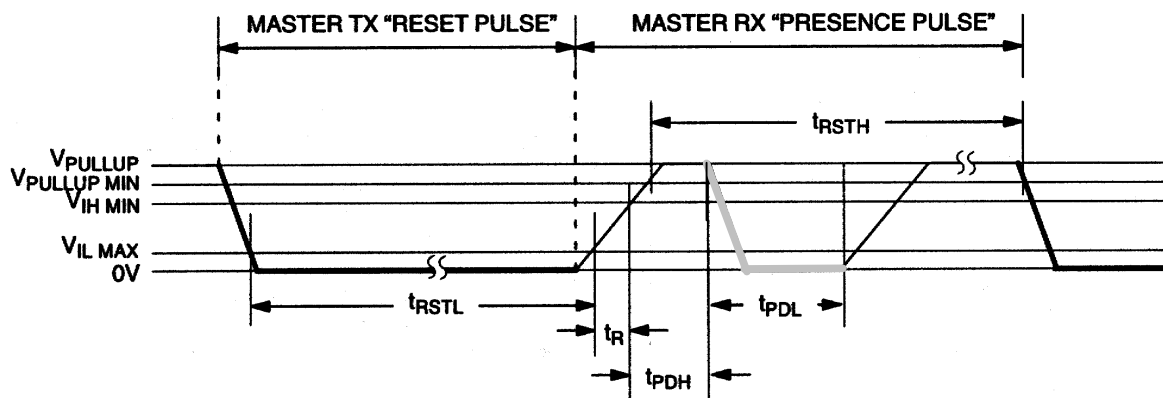 MASTER TX “RESET PULSE”
MASTER RX “PRESENCE PULSE”
tRSTH
VPULLUP
VPULLUP MIN
VIH MIN
VIL MAX
0V
tRSTL
tPDL
tR
tPDH